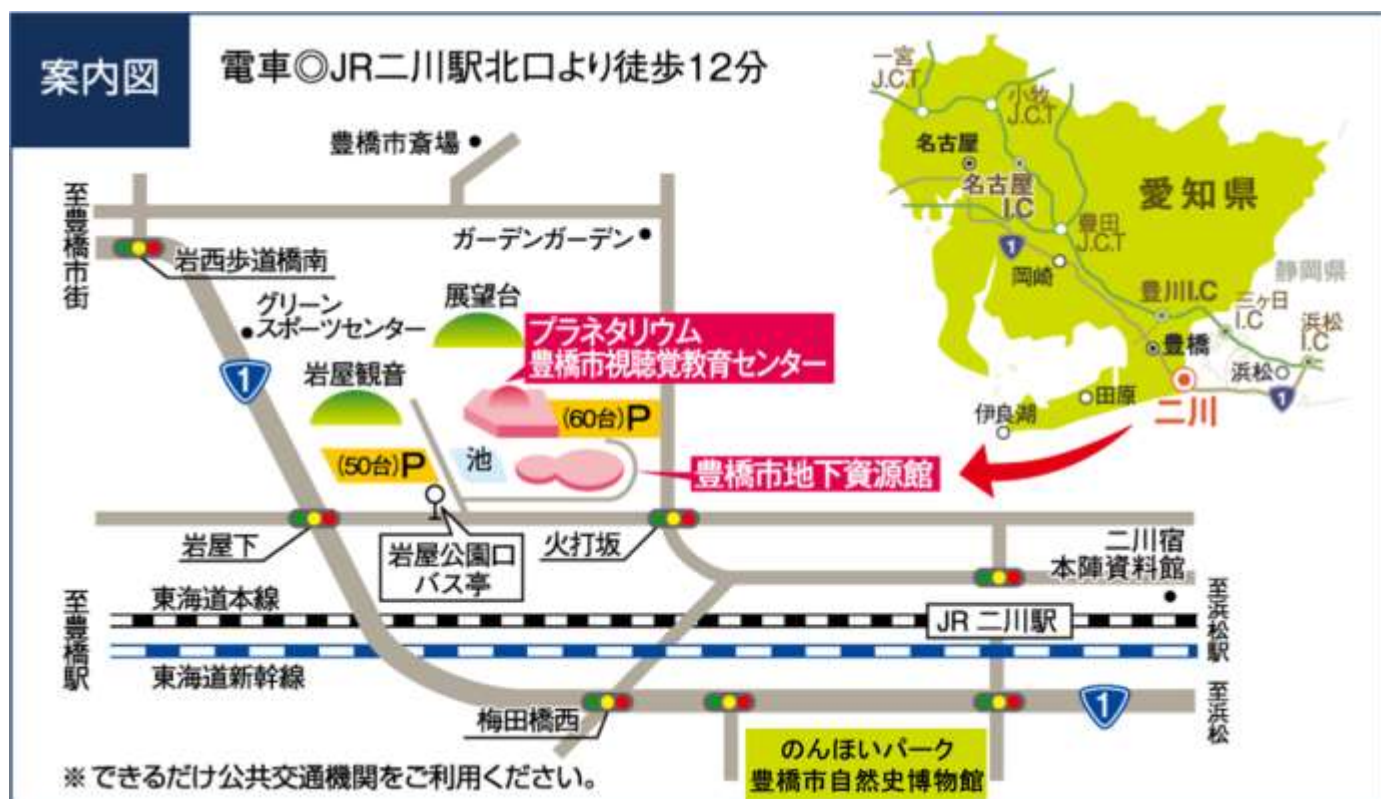 案内図
電車◎JR二川駅北口より徒歩12分
一宮
J.C.T
小牧
J.C.T
名古屋
名古屋
I.C
愛知県
豊田
J.C.T
1
岡崎
静岡県
豊川I.C
三ヶ日
I.C
浜松
I.C
豊橋
浜松
1
田原
伊良湖
二川
豊橋市斎場
至豊橋市街
岩西歩道橋南
ガーデンガーデン
グリーン
スポーツセンター
展望台
プラネタリウム
豊橋市視聴覚教育センター
1
岩屋観音
(60台)P
(50台)P
池
豊橋市地下資源館
岩屋下
岩屋公園口
バス亭
火打坂
二川宿
本陣資料館
至豊橋駅
東海道本線
JR 二川駅
至浜松駅
東海道新幹線
梅田橋西
1
至浜松
のんほいパーク
豊橋市自然史博物館
※できるだけ公共交通機関をご利用ください。